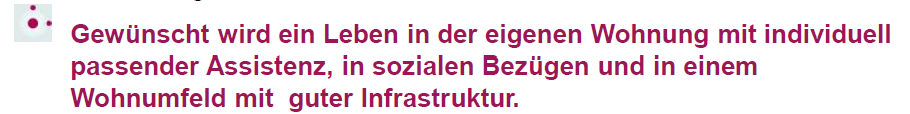 Gewünscht wird ein Leben in der eigenen Wohnung mit individuell
passender Assistenz, in sozialen Bezügen und in einem
Wohnumfeld mit  guter Infrastruktur.